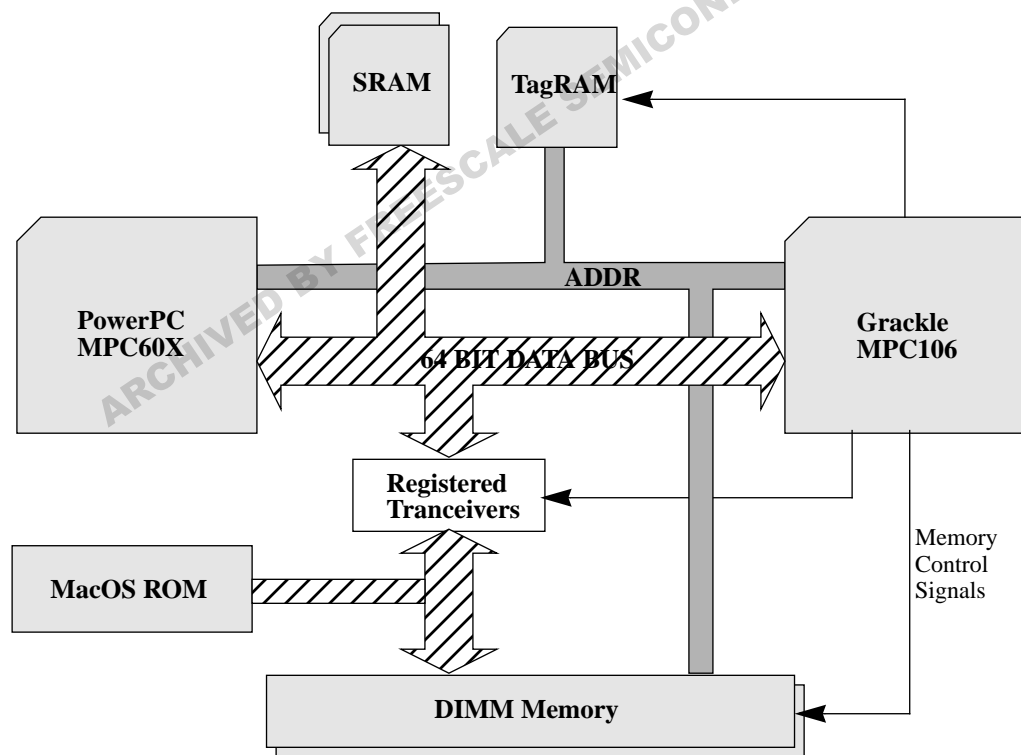 SRAM
TagRAM
ARCHIVED BY FREESCALE SEMICON
ADDR
PowerPC
MPC60X
Grackle
MPC106
64 BIT DATA BUS
Registered
Tranceivers
MacOS ROM
Memory
Control
Signals
DIMM Memory